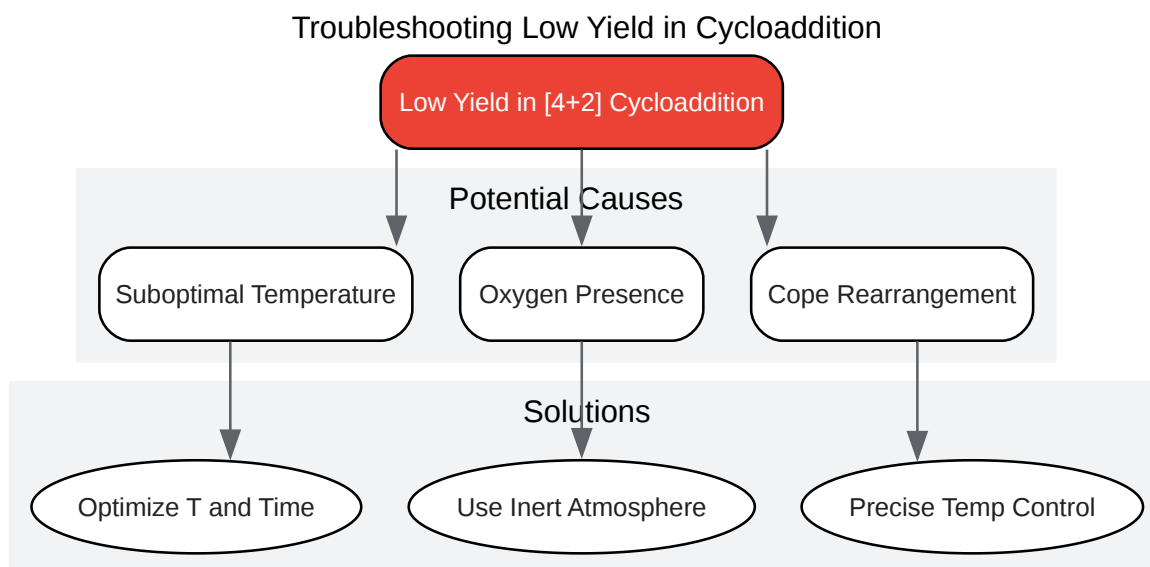 Troubleshooting Low Yield in Cycloaddition
Low Yield in [4+2] Cycloaddition
Potential Causes
Suboptimal Temperature
Oxygen Presence
Cope Rearrangement
Solutions
Optimize T and Time
Use Inert Atmosphere
Precise Temp Control